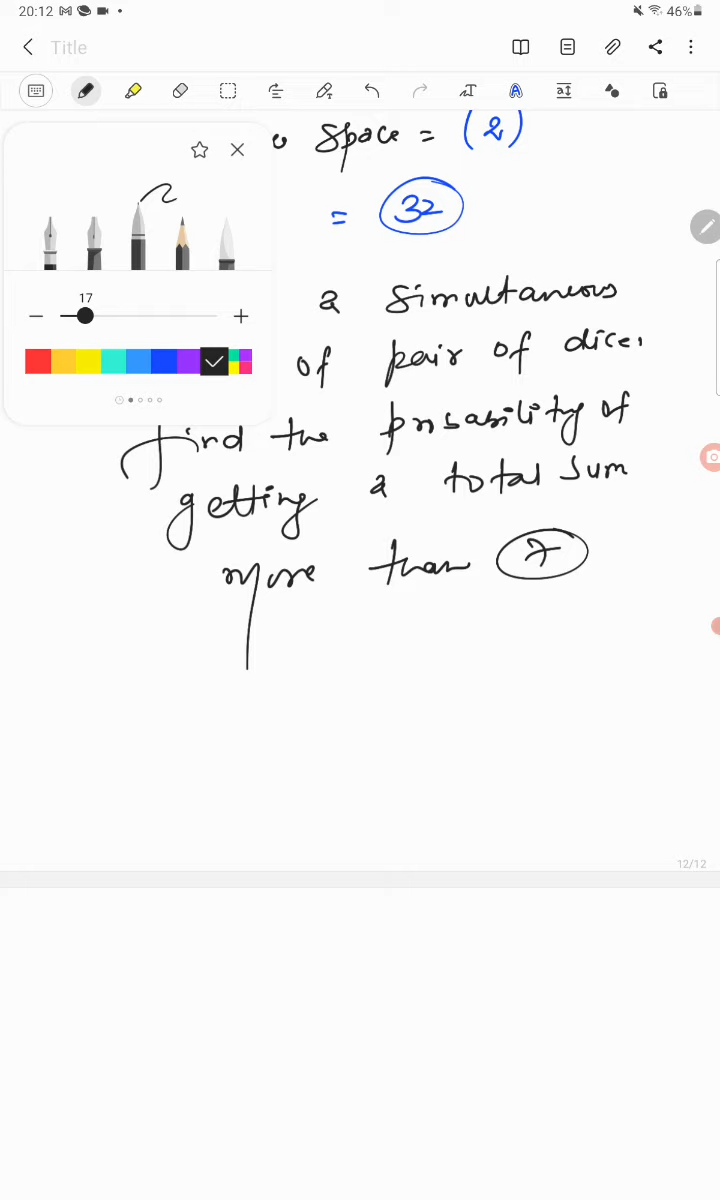 20:12
46%
Title
space = (2)
17
= 32
a simultaneous
of pair of dice.
find the probability of
getting a total sum
more than 7
12/12